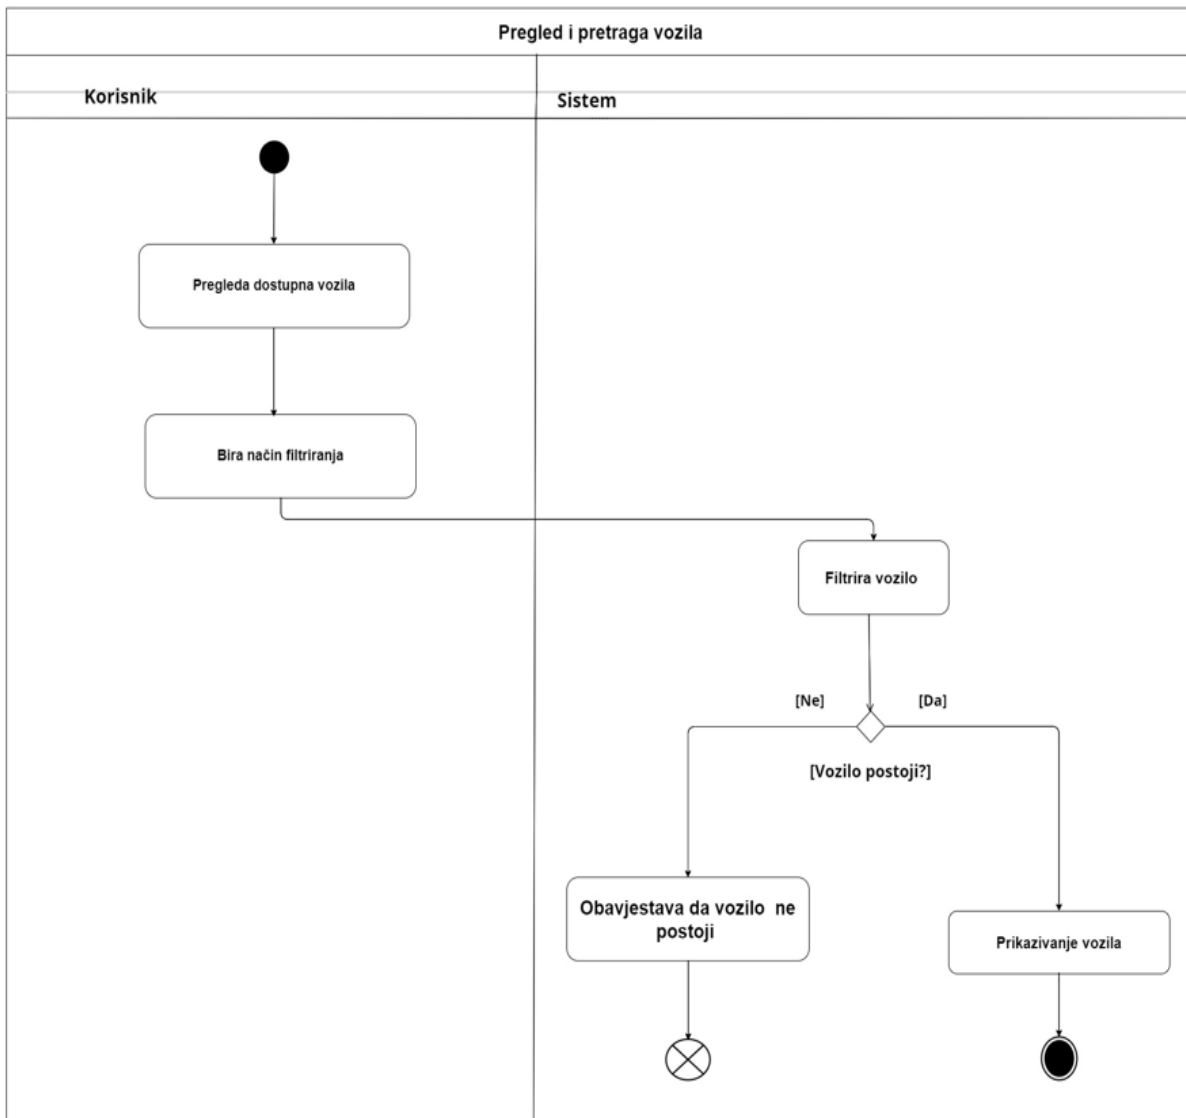 Pregled i pretraga vozila
Korisnik
Sistem
Pregleda dostupna vozila
Bira način filtriranja
Filtrira vozilo
[Ne]
[Da]
[Vozilo postoji?]
Obavjestava da vozilo ne
postoji
Prikazivanje vozila